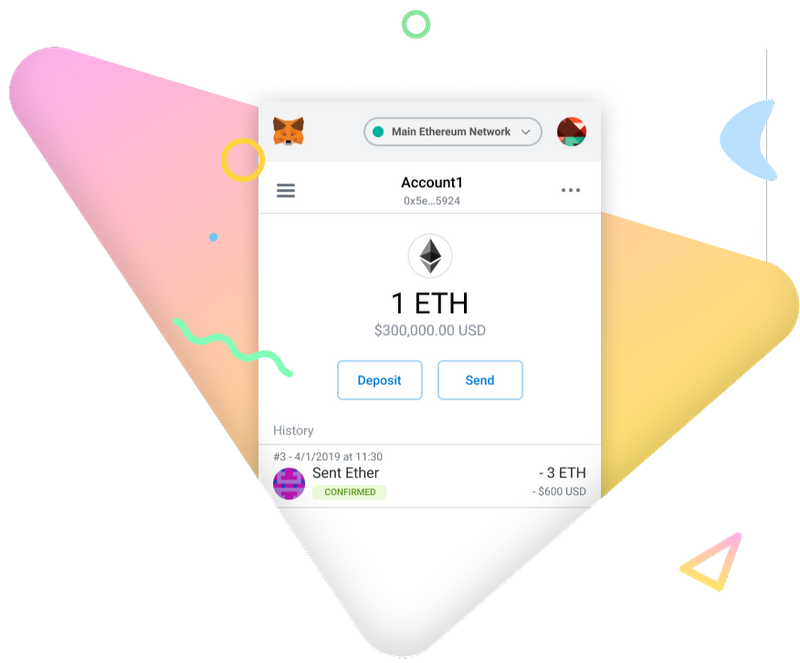 Main Ethereum Network
Account1
0x5e...5924
1 ETH
$300,000.00 USD
Deposit
Send
History
#3 - 4/1/2019 at 11:30
Sent Ether
- 3 ETH
CONFIRMED
- $600 USD